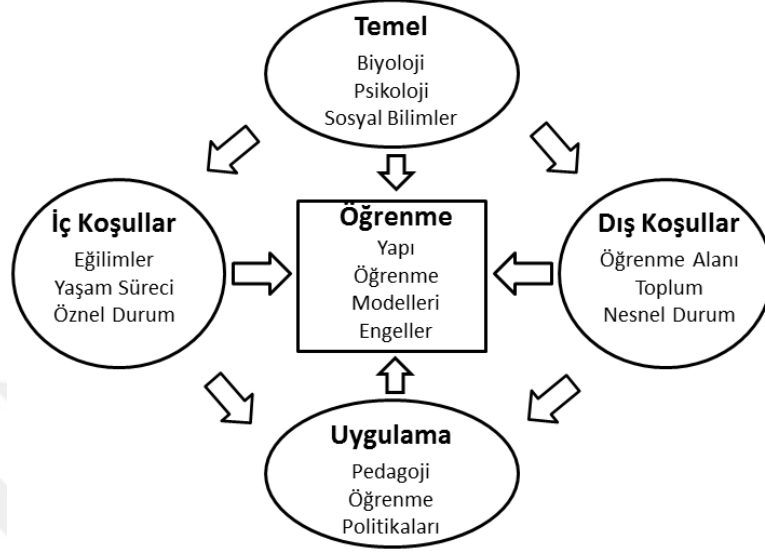 Temel
Biyoloji
Psikoloji
Sosyal Bilimler
İç Koşullar
Eğilimler
Yaşam Süreci
Öznel Durum
Öğrenme
Yapı
Öğrenme
Modelleri
Engeller
Dış Koşullar
Öğrenme Alanı
Toplum
Nesnel Durum
Uygulama
Pedagoji
Öğrenme
Politikaları